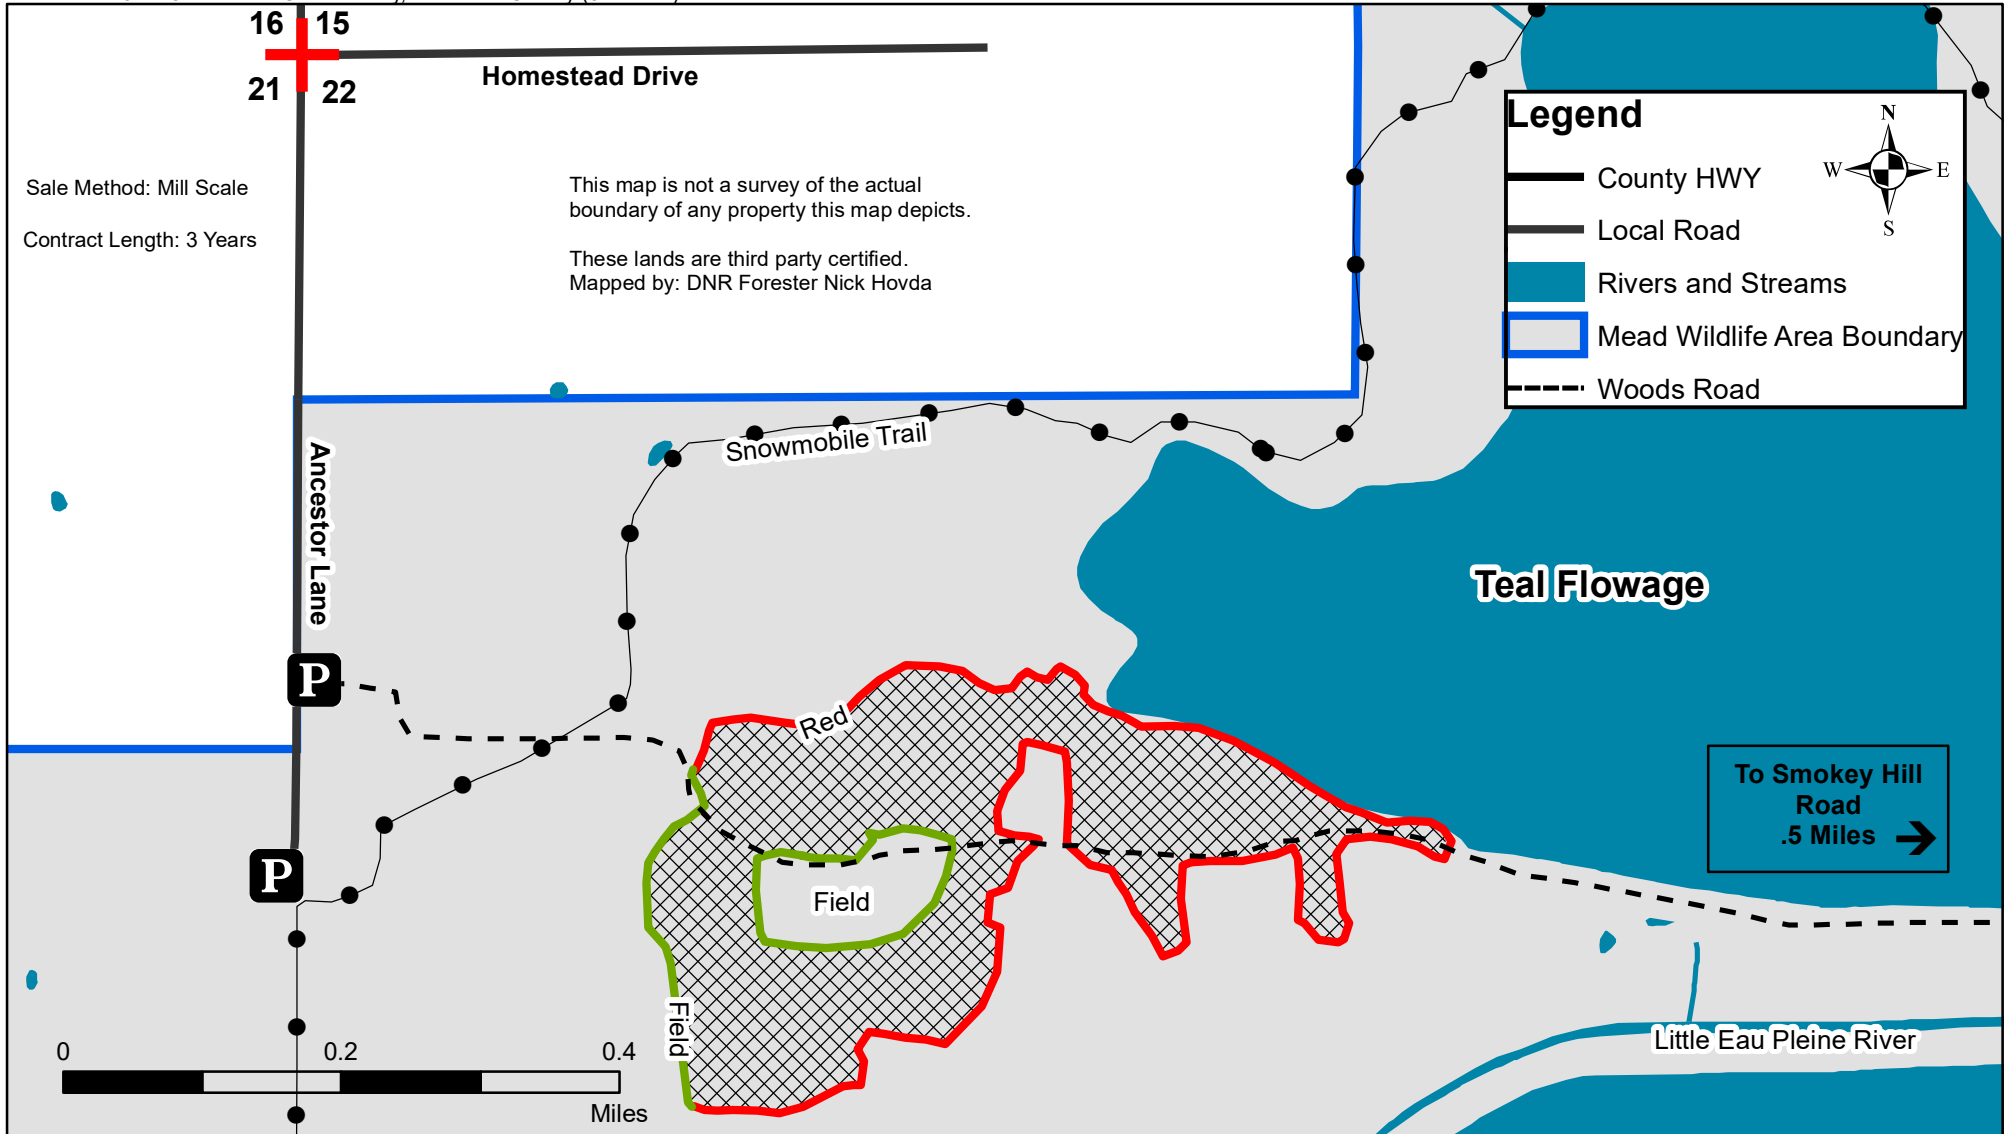 16 15
21 22
Homestead Drive
Sale Method: Mill Scale
Contract Length: 3 Years
This map is not a survey of the actual
boundary of any property this map depicts.
These lands are third party certified.
Mapped by: DNR Forester Nick Hovda
Legend
N
W E
S
County HWY
Local Road
Rivers and Streams
Mead Wildlife Area Boundary
Woods Road
Snowmobile Trail
Ancestor Lane
Teal Flowage
P
Red
To Smokey Hill
Road
.5 Miles
P
Field
Field
Little Eau Pleine River
0 0.2 0.4
Miles